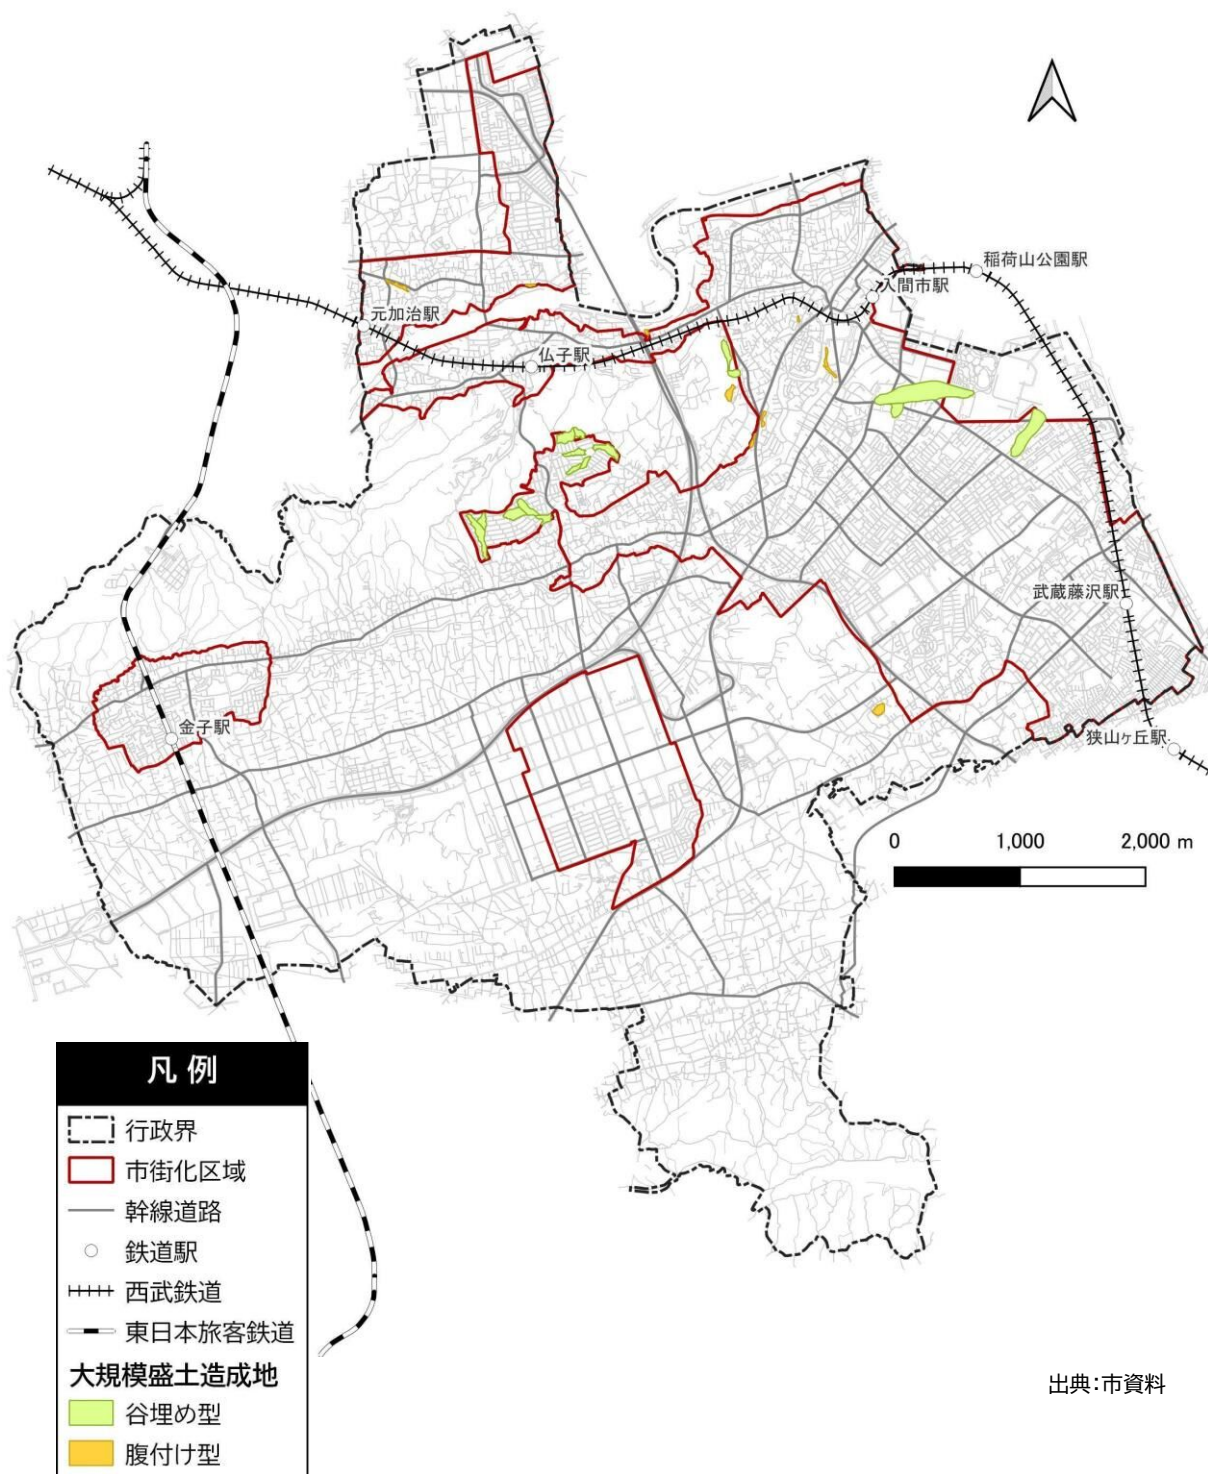 稲荷山公園駅
入間市駅
元加治駅
仏子駅
武蔵藤沢駅
金子駅
狭山ヶ丘駅
0 1,000 2,000 m
凡例
行政界
市街化区域
幹線道路
鉄道駅
西武鉄道
東日本旅客鉄道
大規模盛土造成地
谷埋め型
腹付け型
出典：市資料